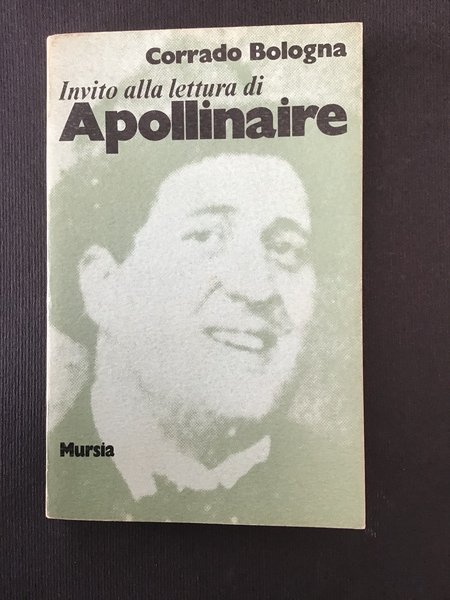 Corrado Bologna
Invito alla lettura di
Apollinaire
Mursia